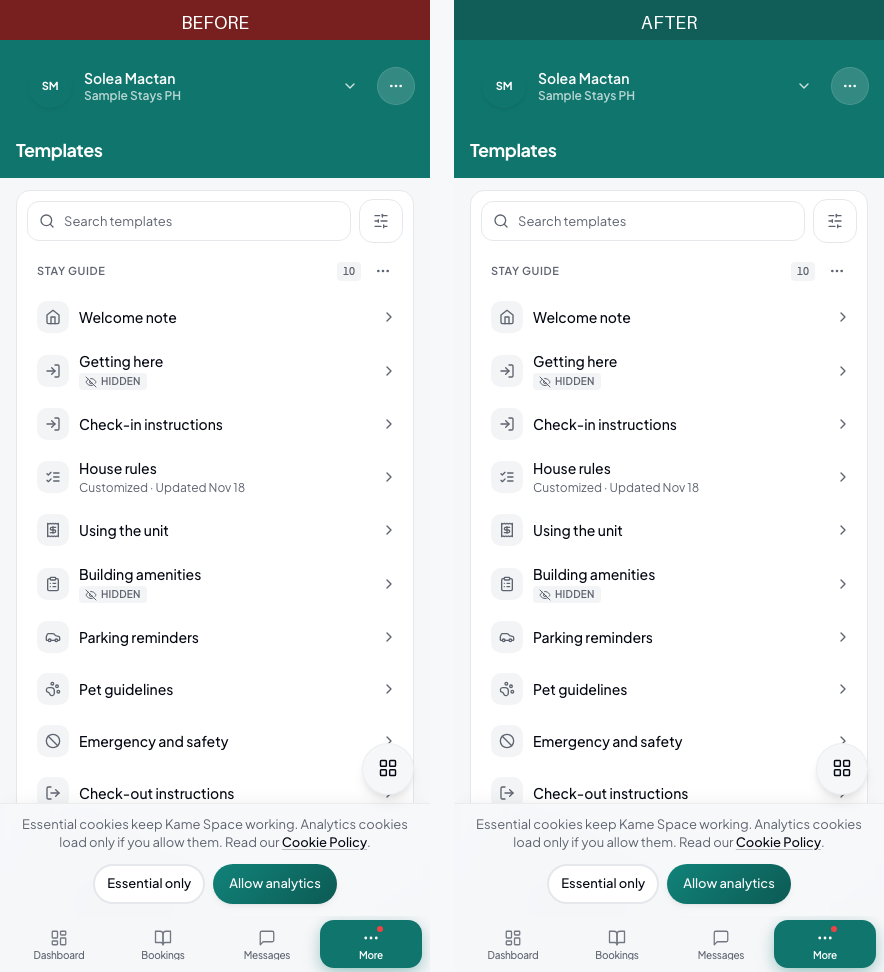 BEFORE
SM
Solea Mactan
Sample Stays PH
Templates
Search templates
STAY GUIDE
10
Welcome note
Getting here
HIDDEN
Check-in instructions
House rules
Customized · Updated Nov 18
Using the unit
Building amenities
HIDDEN
Parking reminders
Pet guidelines
Emergency and safety
Check-out instructions
Essential cookies keep Kame Space working. Analytics cookies
load only if you allow them. Read our Cookie Policy.
Essential only
Allow analytics
Dashboard
Bookings
Messages
More
AFTER
SM
Solea Mactan
Sample Stays PH
Templates
Search templates
STAY GUIDE
10
Welcome note
Getting here
HIDDEN
Check-in instructions
House rules
Customized · Updated Nov 18
Using the unit
Building amenities
HIDDEN
Parking reminders
Pet guidelines
Emergency and safety
Check-out instructions
Essential cookies keep Kame Space working. Analytics cookies
load only if you allow them. Read our Cookie Policy.
Essential only
Allow analytics
Dashboard
Bookings
Messages
More